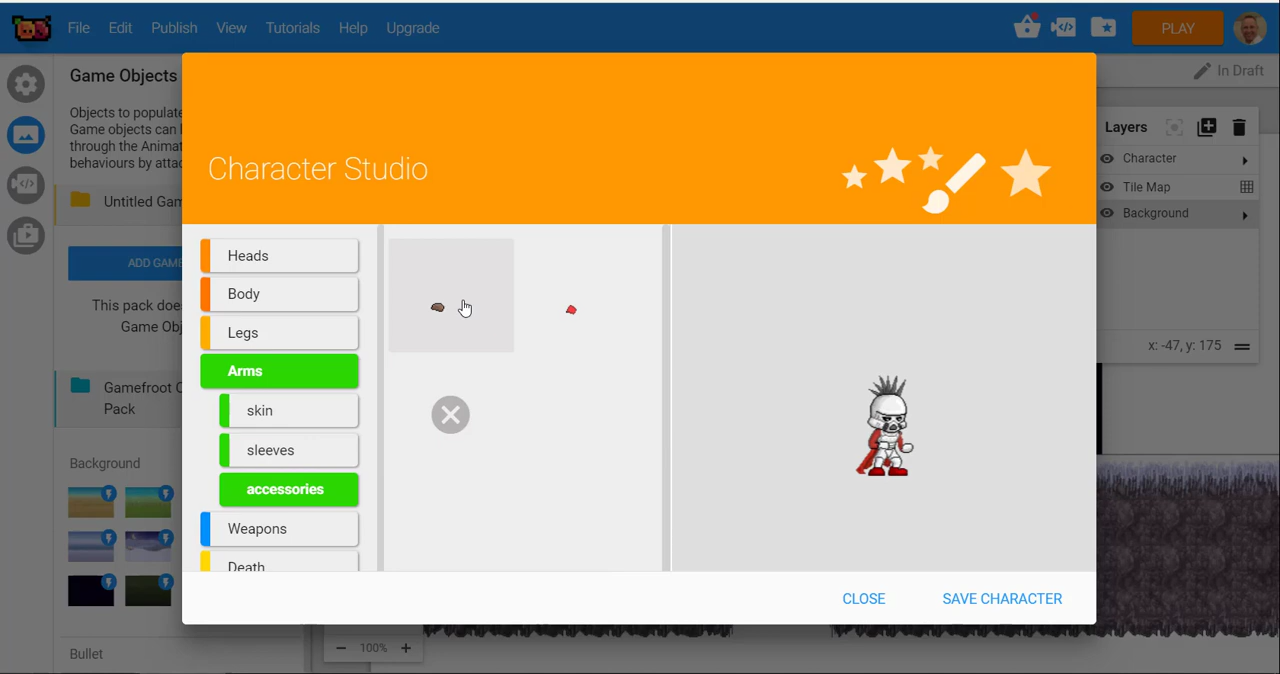 File Edit Publish View Tutorials Help Upgrade
PLAY
Game Objects
Objects to populate
Game objects can
through the Animat
behaviours by attac
Untitled Gam
ADD GAME
This pack does
Game Obj
Gamefroot C
Pack
Background
Bullet
Character Studio
Heads
Body
Legs
Arms
skin
sleeves
accessories
Weapons
Death
CLOSE
SAVE CHARACTER
In Draft
Layers
Character
Tile Map
Background
x: -47, y: 175
100%